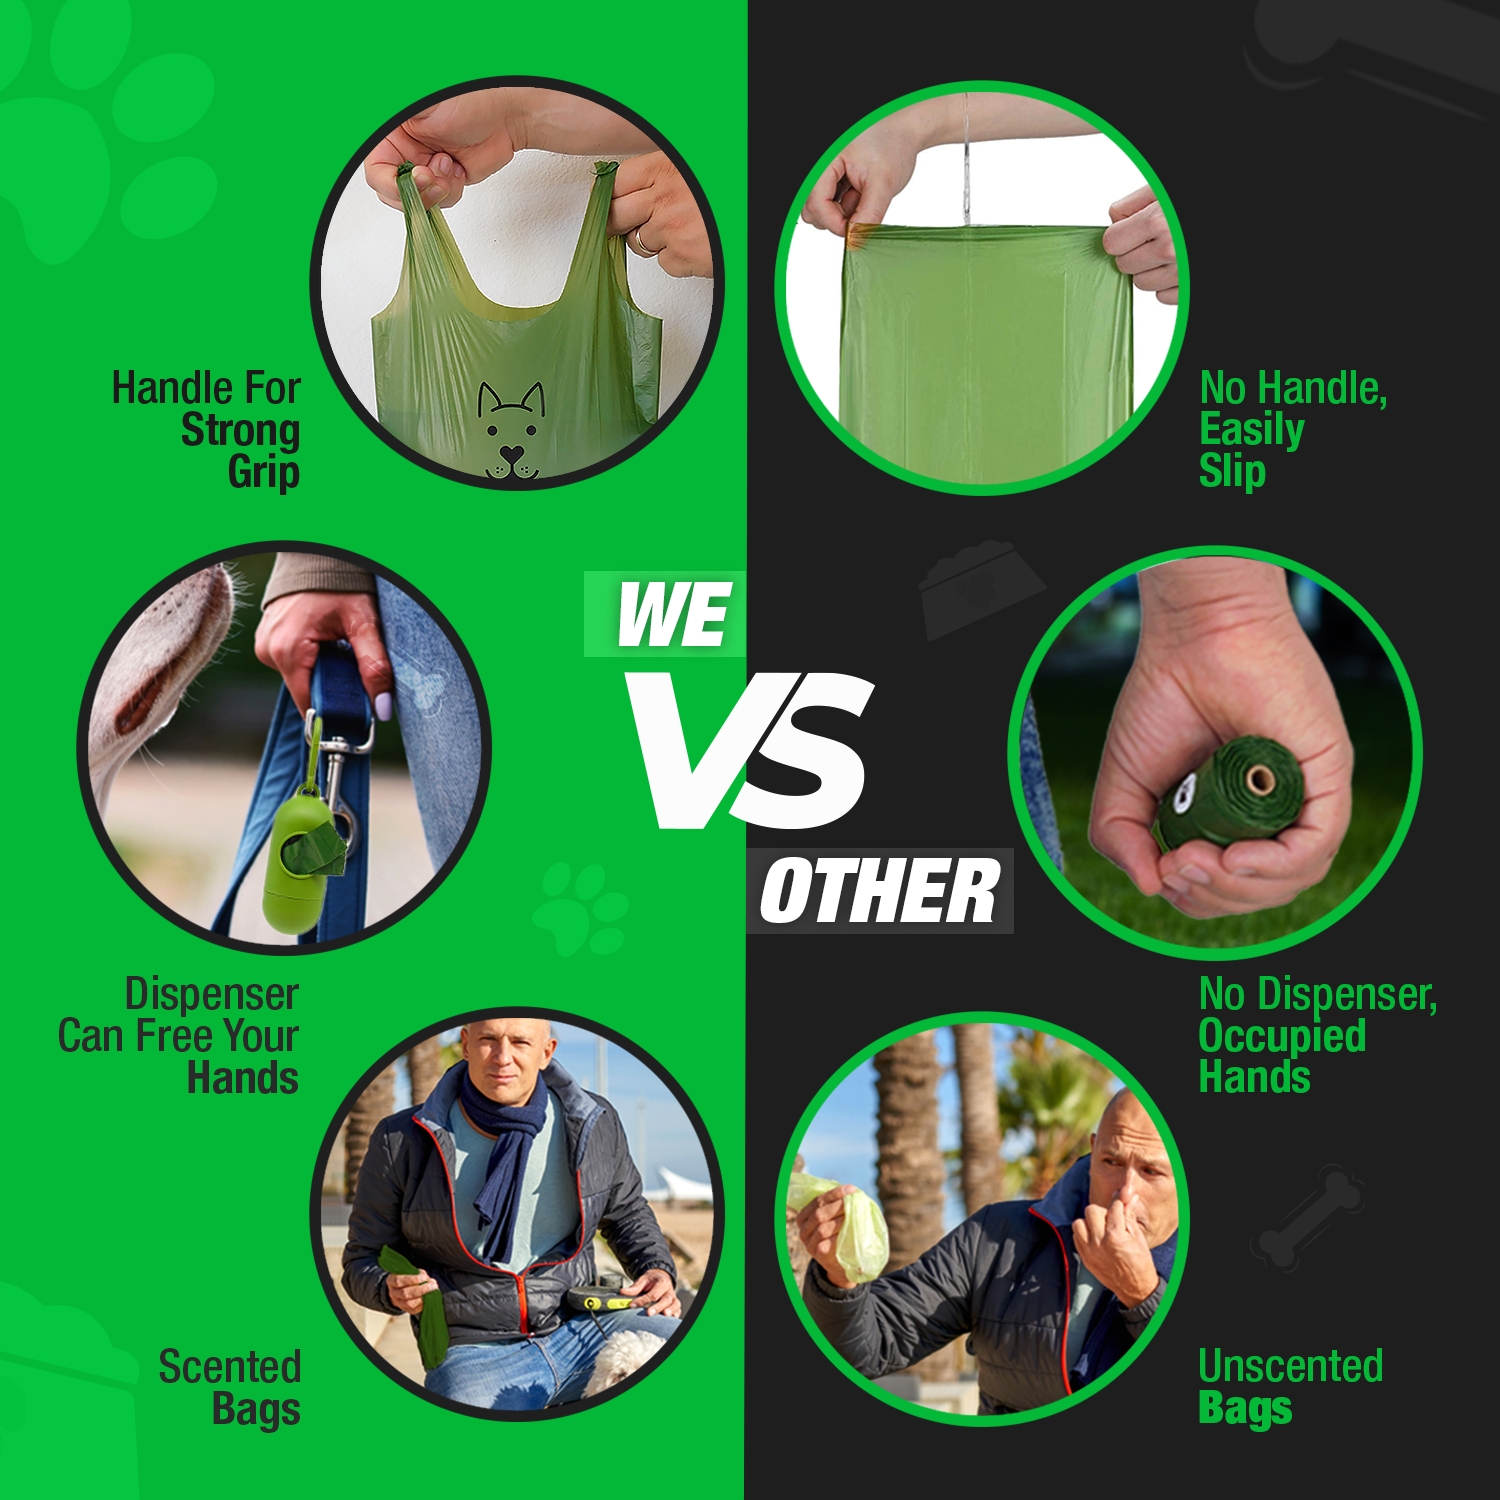 Handle For
Strong
Grip
No Handle,
Easily
Slip
WE
VS
OTHER
Dispenser
Can Free Your
Hands
No Dispenser,
Occupied
Hands
Scented
Bags
Unscented
Bags